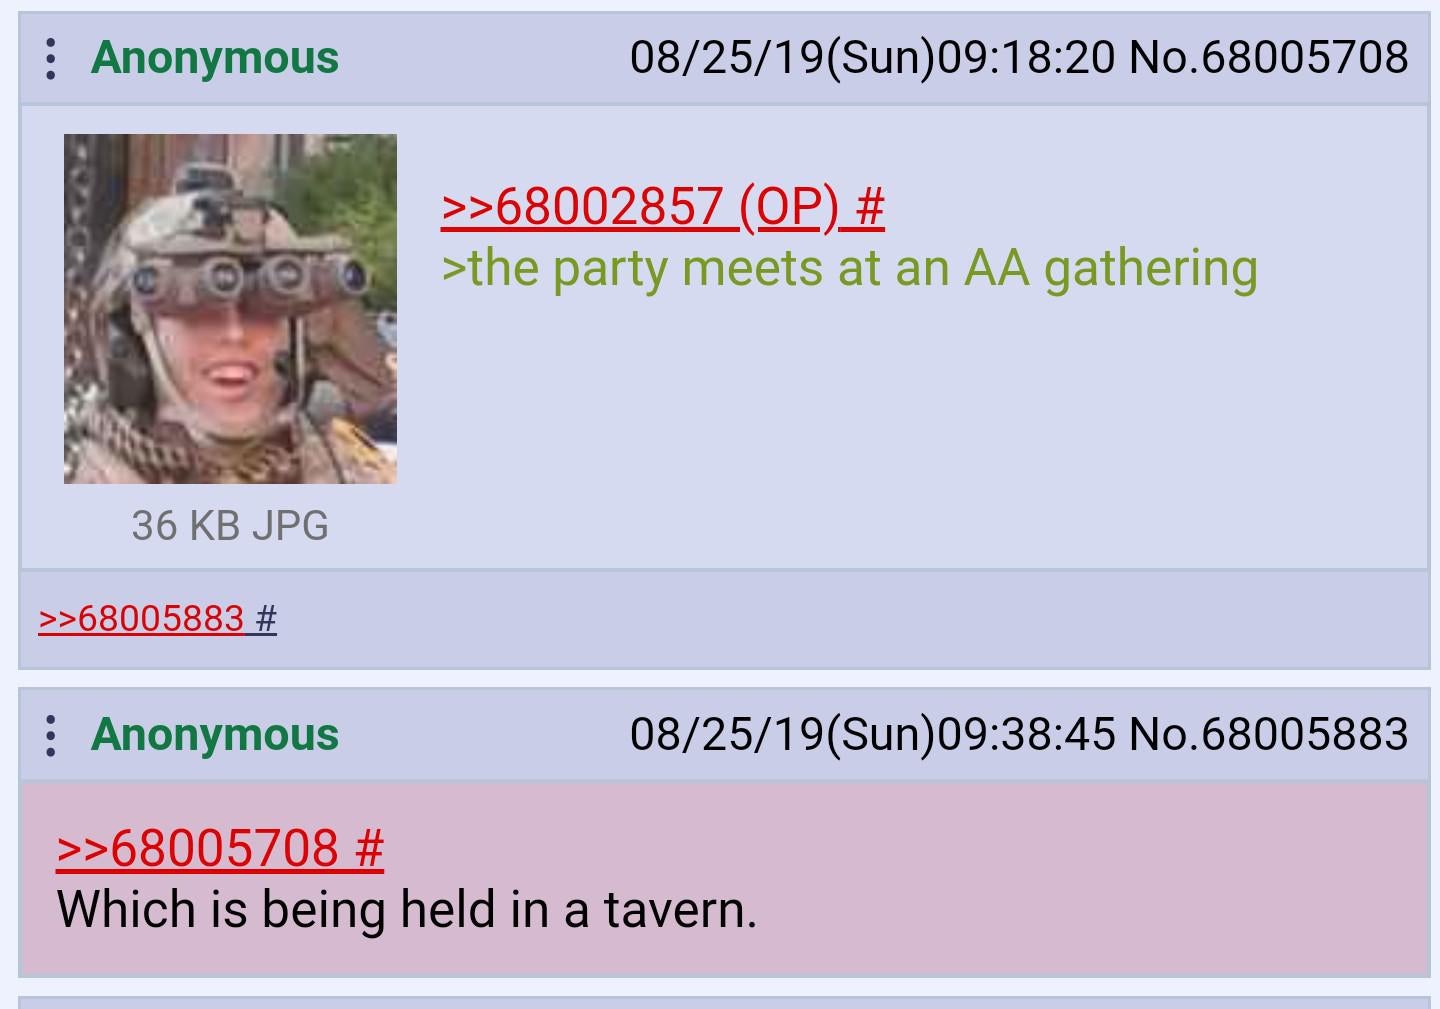 Anonymous 08/25/19(Sun)09:18:20 No.68005708
>>68002857 (OP) #
>the party meets at an AA gathering
36 KB JPG
>>68005883 #
Anonymous 08/25/19(Sun)09:38:45 No.68005883
>>68005708 #
Which is being held in a tavern.